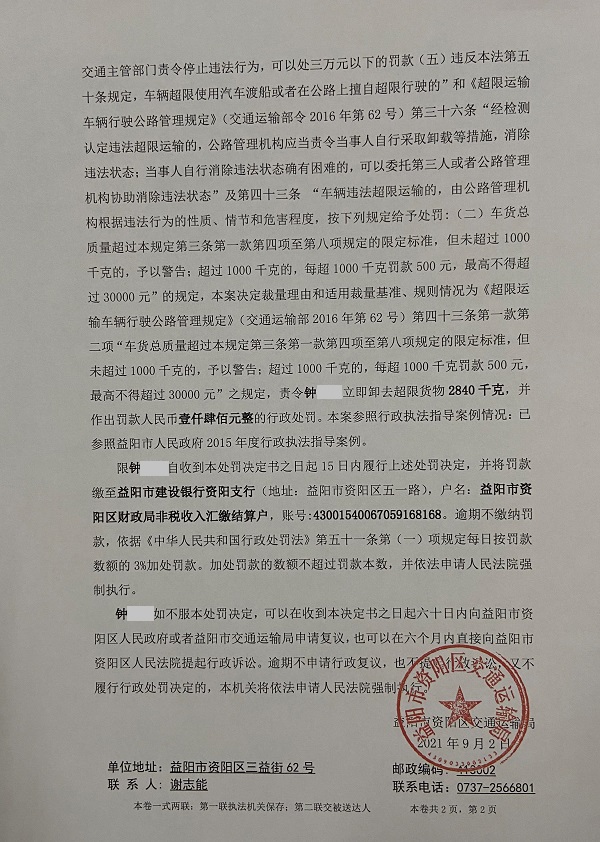 交通主管部门责令停止违法行为，可以处三万元以下的罚款（五）违反本法第五
十条规定，车辆超限使用汽车渡船或者在公路上擅自超限行驶的”和《超限运输
车辆行驶公路管理规定》（交通运输部令2016年第62号）第三十六条“经检测
认定违法超限运输的，公路管理机构应当责令当事人自行采取卸载等措施，消除
违法状态；当事人自行消除违法状态确有困难的，可以委托第三人或者公路管理
机构协助消除违法状态”及第四十三条 “车辆违法超限运输的，由公路管理机
构根据违法行为的性质、情节和危害程度，按下列规定给予处罚：（二）车货总
质量超过本规定第三条第一款第四项至第八项规定的限定标准，但未超过1000
千克的，予以警告；超过1000千克的，每超1000千克罚款500元，最高不得超
过30000元”的规定，本案决定裁量理由和适用裁量基准、规则情况为《超限运
输车辆行驶公路管理规定》（交通运输部2016年第62号）第四十三条第一款第
二项“车货总质量超过本规定第三条第一款第四项至第八项规定的限定标准，但
未超过1000千克的，予以警告；超过1000千克的，每超1000千克罚款500元，
最高不得超过30000元”之规定，责令钟 立即卸去超限货物2840千克，并
作出罚款人民币壹仟肆佰元整的行政处罚。本案参照行政执法指导案例情况：已
参照益阳市人民政府2015年度行政执法指导案例。
限钟 自收到本处罚决定书之日起15日内履行上述处罚决定，并将罚款
缴至益阳市建设银行资阳支行（地址：益阳市资阳区五一路），户名：益阳市资
阳区财政局非税收入汇缴结算户，账号:43001540067059168168。逾期不缴纳罚
款，依据《中华人民共和国行政处罚法》第五十一条第（一）项规定每日按罚款
数额的3%加处罚款。加处罚款的数额不超过罚款本数，并依法申请人民法院强
制执行。
钟 如不服本处罚决定，可以在收到本决定书之日起六十日内向益阳市资
阳区人民政府或者益阳市交通运输局申请复议，也可以在六个月内直接向益阳市
资阳区人民法院提起行政诉讼。逾期不申请行政复议，也不提起行政诉讼，又不
履行行政处罚决定的，本机关将依法申请人民法院强制执行。
益阳市资阳区交通运输局
2021年9月2日
益阳市资阳区交通运输局
单位地址：益阳市资阳区三益街62号 邮政编码：413002
联 系 人：谢志能 联系电话：0737-2566801
本卷一式两联：第一联执法机关保存；第二联交被送达人 本卷共2页，第2页